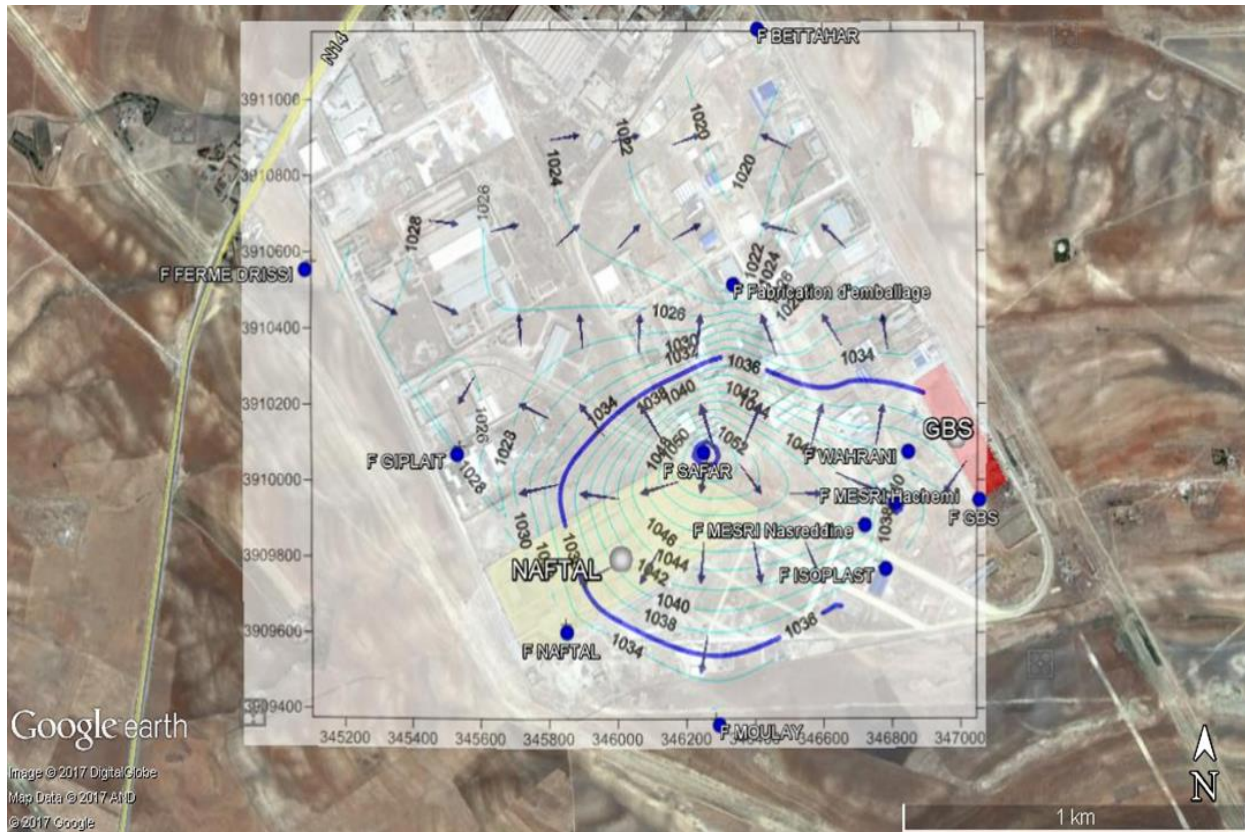 N14
F BETTAHAR
3911000
1020
1022
1024
1020
3910800
1028
1026
3910600
F FERME DRISSI
1022
1024
1026
F Fabrication d'emballage
3910400
1026
1030
1034
1036
1042
1044
1038
1040
1034
3910200
GBS
1026
1028
1050
1052
F WAHRANI
F GIPLAIT
F SAFAR
1028
3910000
F MESRI Hachemi
F GBS
F MESRI Nasreddine
1038
1030
1046
1044
1042
3909800
NAFTAL
F ISOPLAST
1040
1038
1036
3909600
1034
F NAFTAL
3909400
F MOULAY
345200
345400
345600
345800
346000
346200
346600
346800
347000
Google earth
Image © 2017 DigitalGlobe
Map Data © 2017 AND
© 2017 Google
N
1 km